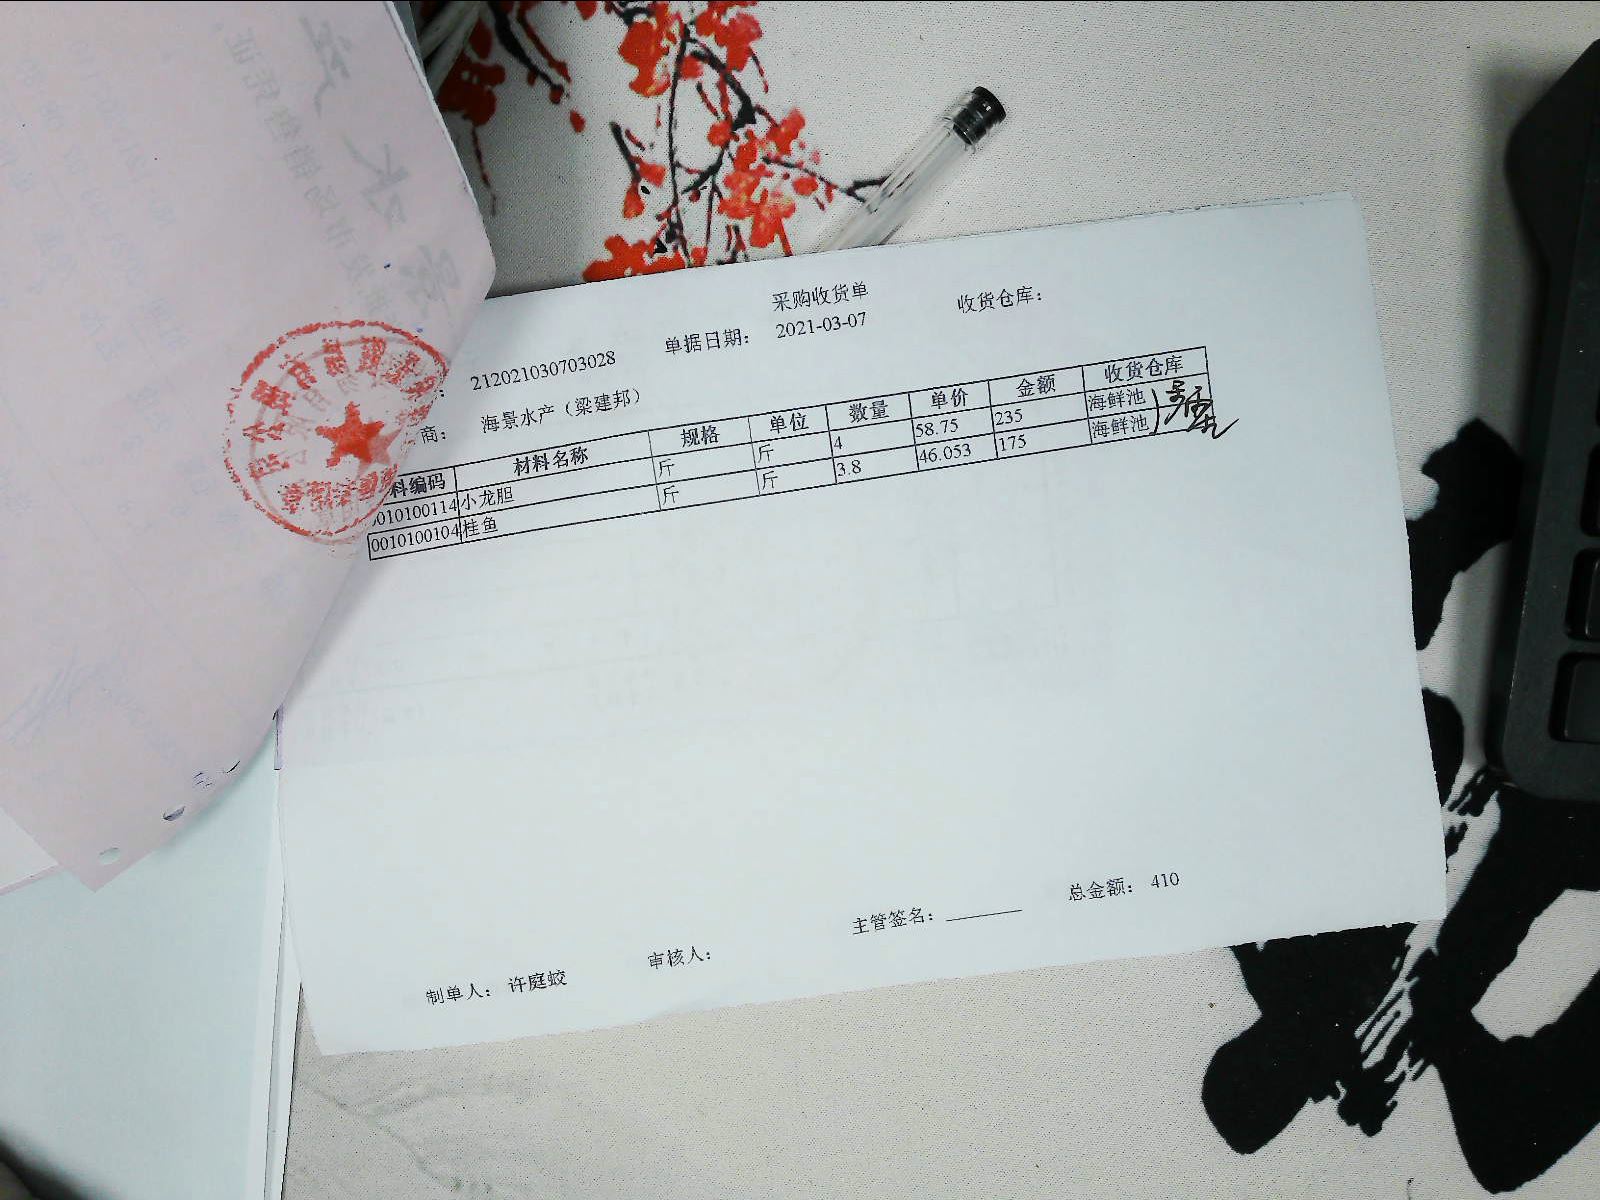 采购收货单
收货仓库：
单据日期： 2021-03-07
： 212021030703028
商： 海景水产（梁建邦）
料编码 材料名称 规格 单位 数量 单价 金额 收货仓库
0010100114 小龙胆 斤 斤 4 58.75 235 海鲜池
0010100104 桂鱼 斤 斤 3.8 46.053 175 海鲜池
制单人： 许庭蛟 审核人： 主管签名： 总金额： 410